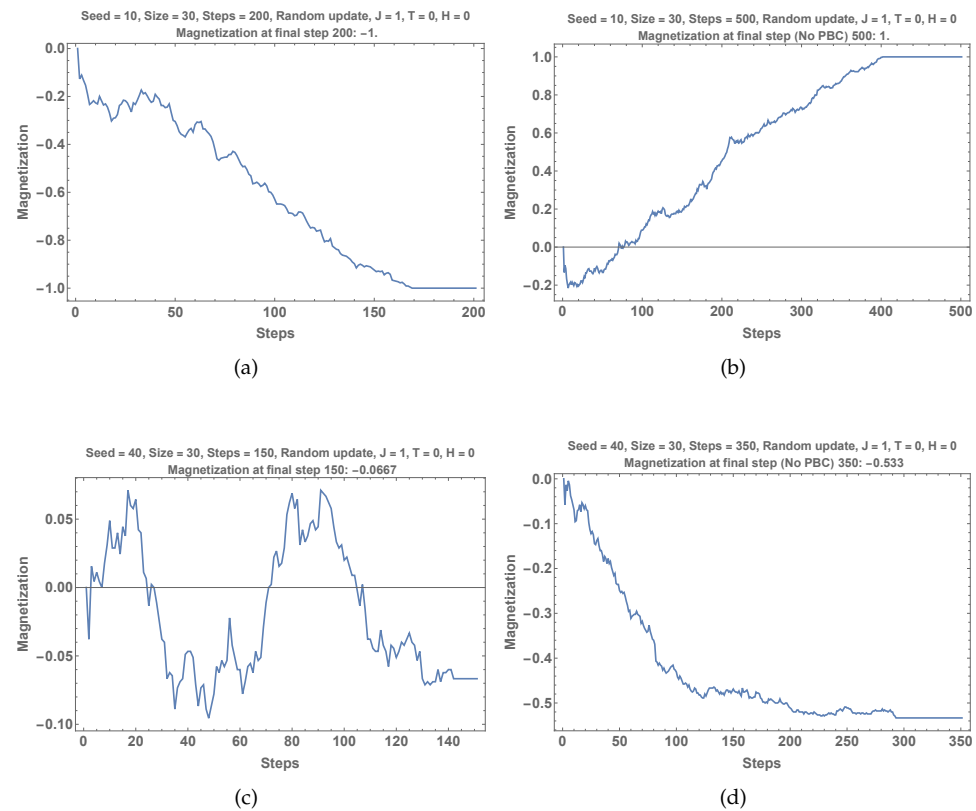 Seed = 10, Size = 30, Steps = 200, Random update, J = 1, T = 0, H = 0
Magnetization at final step 200: −1.
0.0
−0.2
−0.4
−0.6
−0.8
−1.0
Magnetization
0 50 100 150 200
Steps
(a)
Seed = 10, Size = 30, Steps = 500, Random update, J = 1, T = 0, H = 0
Magnetization at final step (No PBC) 500: 1.
1.0
0.8
0.6
0.4
0.2
0.0
−0.2
Magnetization
0 100 200 300 400 500
Steps
(b)
Seed = 40, Size = 30, Steps = 150, Random update, J = 1, T = 0, H = 0
Magnetization at final step 150: −0.0667
0.05
0.00
−0.05
−0.10
Magnetization
0 20 40 60 80 100 120 140
Steps
(c)
Seed = 40, Size = 30, Steps = 350, Random update, J = 1, T = 0, H = 0
Magnetization at final step (No PBC) 350: −0.533
0.0
−0.1
−0.2
−0.3
−0.4
−0.5
Magnetization
0 50 100 150 200 250 300 350
Steps
(d)